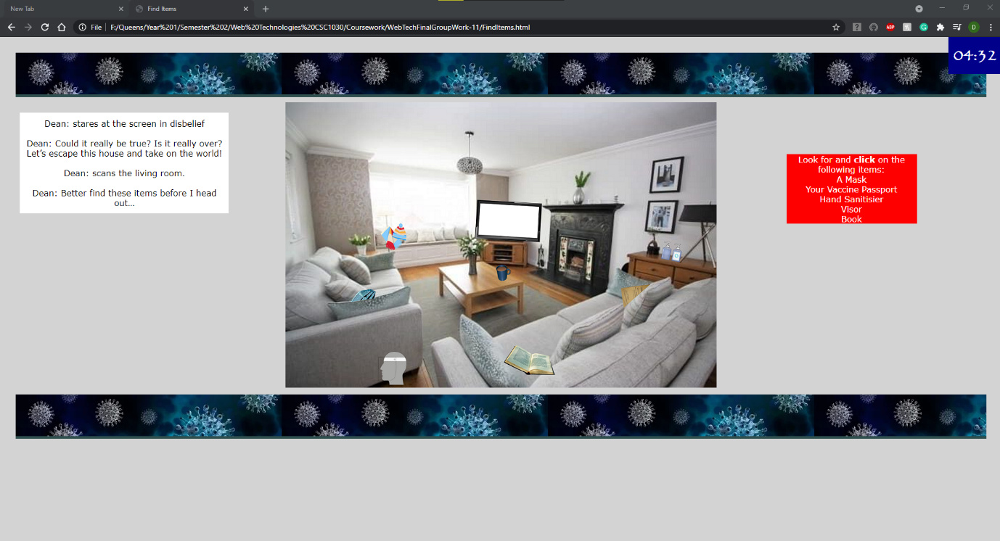 New Tab
Find Items
File
F:/Queens/Year%201/Semester%202/Web%20Technologies%20CSC1030/Coursework/WebTechFinalGroupWork-11/FindItems.html
ABP
D
04:32
Dean: stares at the screen in disbelief
Dean: Could it really be true? Is it really over?
Let's escape this house and take on the world!
Dean: scans the living room.
Dean: Better find these items before I head
out...
Look for and click on the
following items:
A Mask
Your Vaccine Passport
Hand Sanitisier
Visor
Book